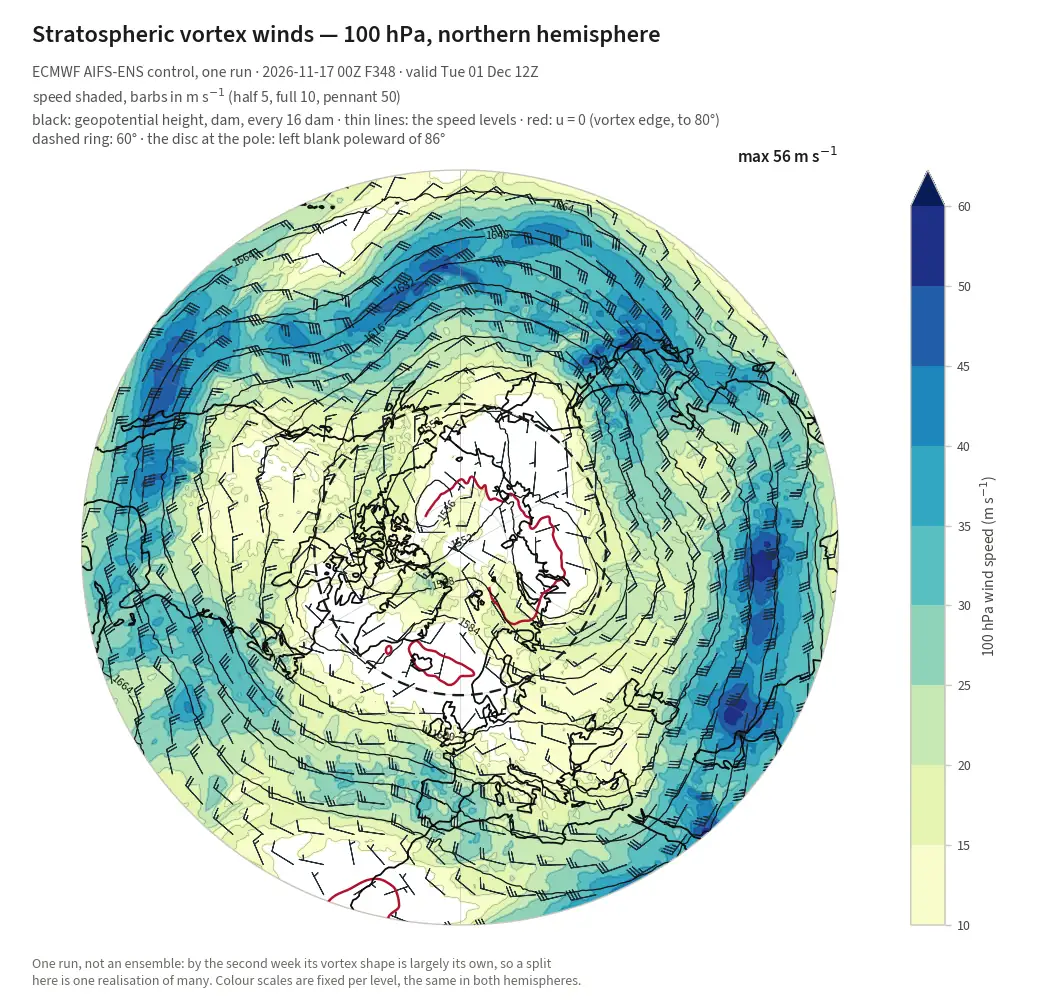 Stratospheric vortex winds — 100 hPa, northern hemisphere
ECMWF AIFS-ENS control, one run · 2026-11-17 00Z F348 · valid Tue 01 Dec 12Z
speed shaded, barbs in m s⁻¹ (half 5, full 10, pennant 50)
black: geopotential height, dam, every 16 dam · thin lines: the speed levels · red: u = 0 (vortex edge, to 80°)
dashed ring: 60° · the disc at the pole: left blank poleward of 86°
max 56 m s⁻¹
1664
1648
1664
1616
1552
1584
1664
60
50
45
40
35
30
25
20
15
10
100 hPa wind speed (m s⁻¹)
One run, not an ensemble: by the second week its vortex shape is largely its own, so a split
here is one realisation of many. Colour scales are fixed per level, the same in both hemispheres.